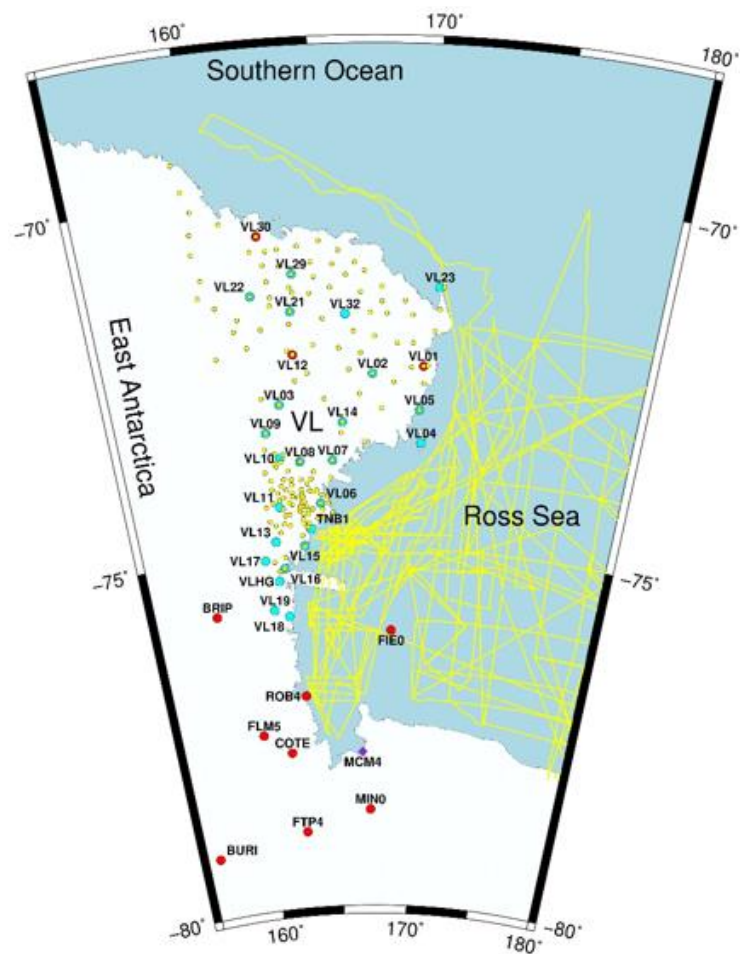 160°
170°
180°
Southern Ocean
-70°
-70°
VL30
VL29
VL23
VL22
VL21
VL32
East Antarctica
VL12
VL02
VL01
VL03
VL05
VL14
VL
VL09
VL04
VL10
VL08
VL07
VL11
VL06
TNB1
Ross Sea
VL13
VL15
VL17
VL16
VLHG
-75°
-75°
VL19
BRIP
VL18
FIE0
ROB4
FLM5
COTE
MCM4
MIN0
FTP4
BURI
-80°
-80°
160°
170°
180°